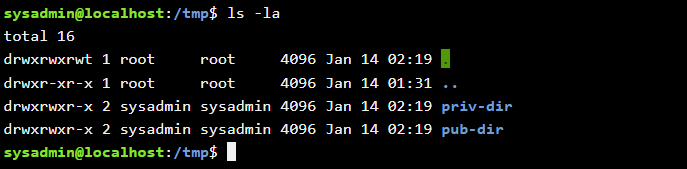 sysadmin@localhost:/tmp$ ls -la
total 16
drwxrwxrwt 1 root     root     4096 Jan 14 02:19 .
drwxr-xr-x 1 root     root     4096 Jan 14 01:31 ..
drwxrwxr-x 2 sysadmin sysadmin 4096 Jan 14 02:19 priv-dir
drwxrwxr-x 2 sysadmin sysadmin 4096 Jan 14 02:19 pub-dir
sysadmin@localhost:/tmp$